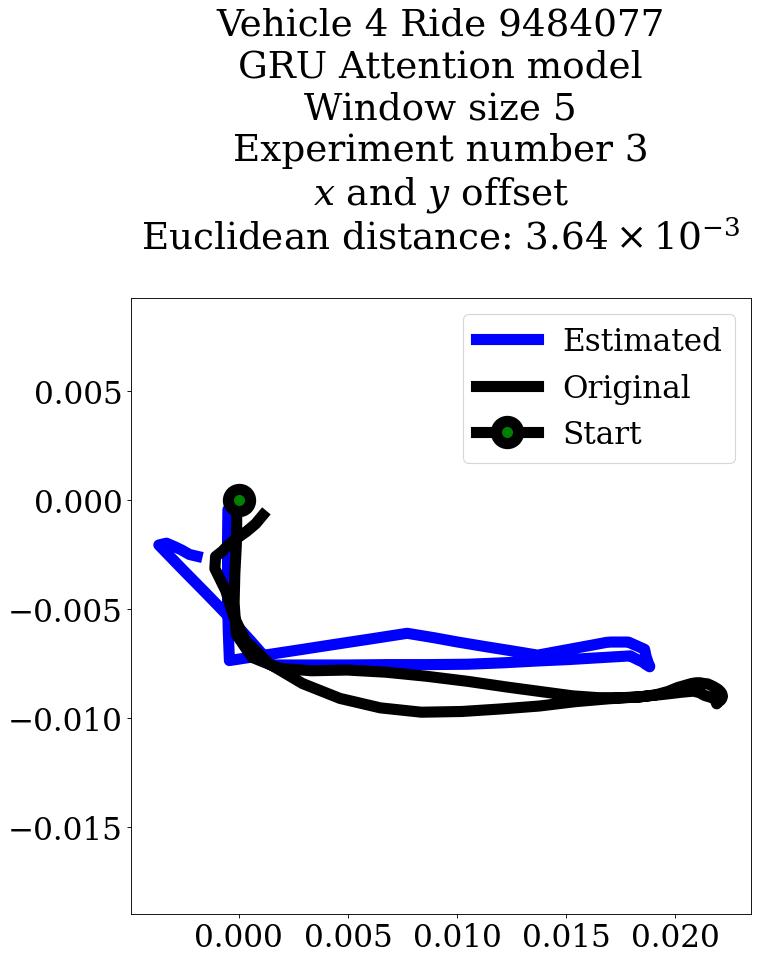 Vehicle 4 Ride 9484077
GRU Attention model
Window size 5
Experiment number 3
x and y offset
Euclidean distance: 3.64 × 10⁻³
Estimated
Original
Start
0.005
0.000
−0.005
−0.010
−0.015
0.000 0.005 0.010 0.015 0.020